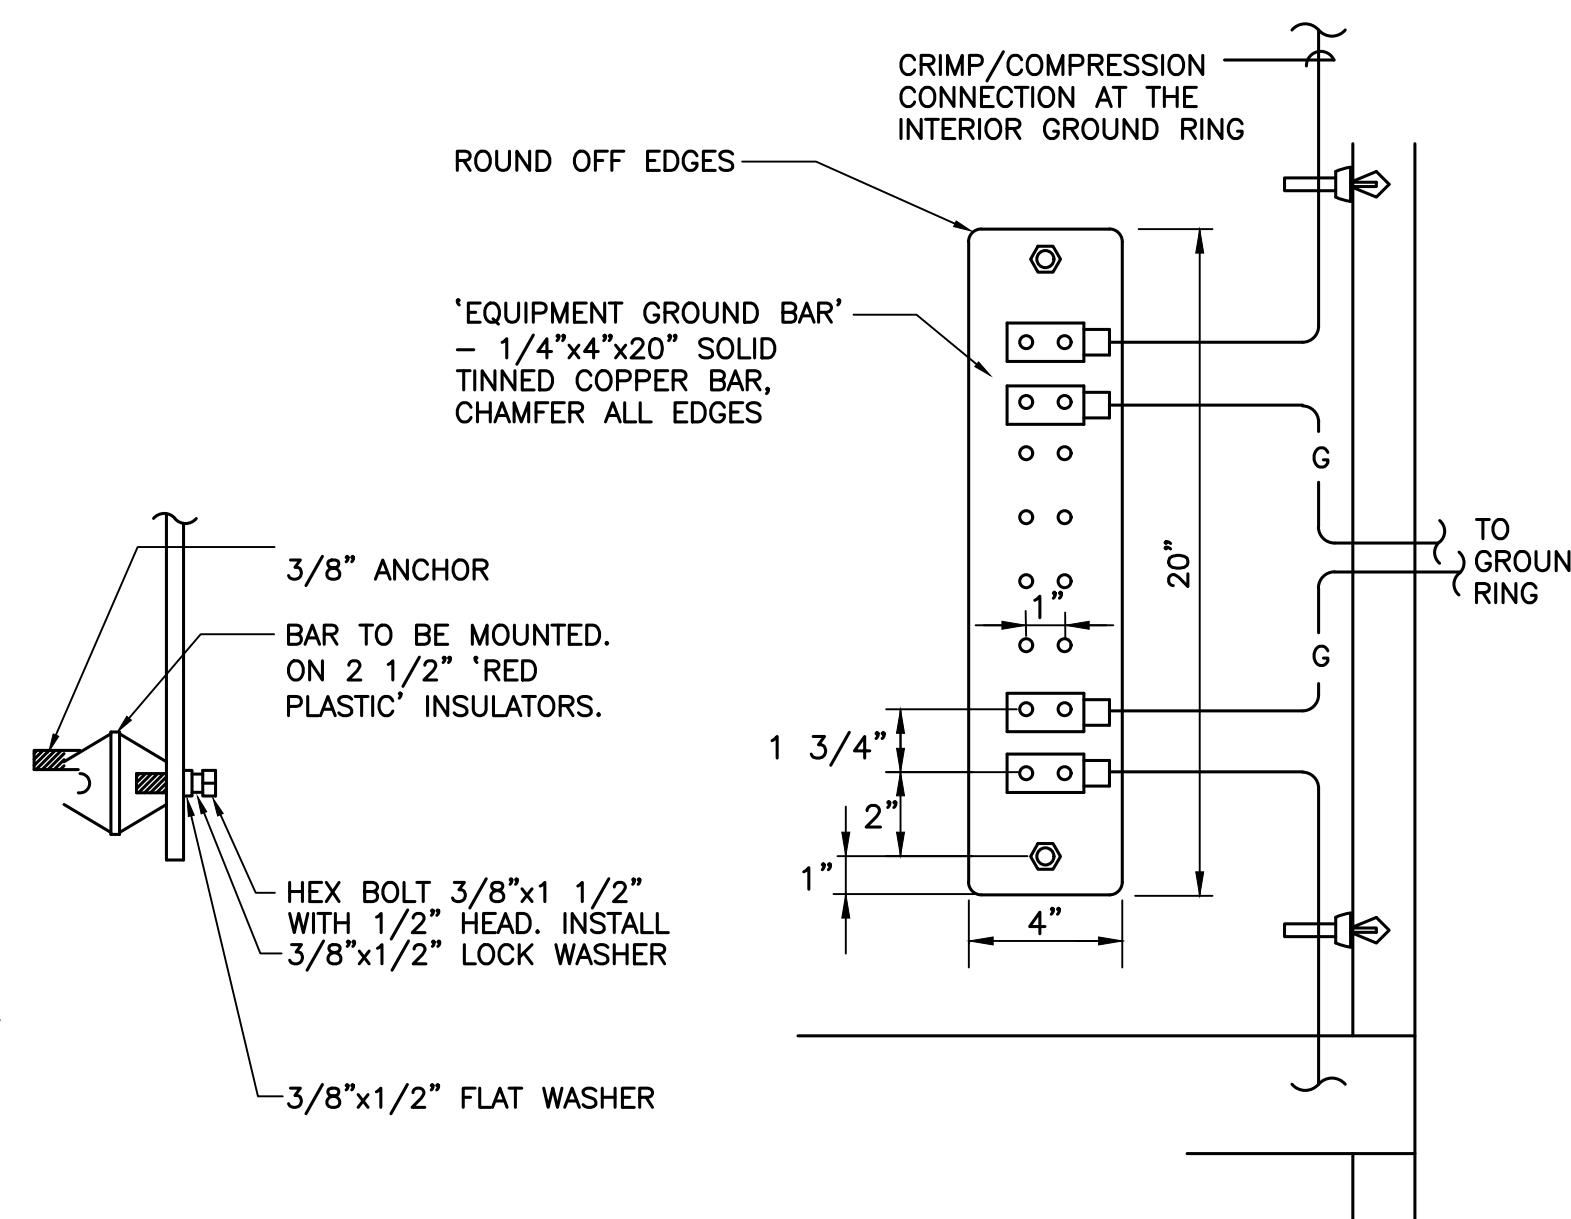 CRIMP/COMPRESSION
CONNECTION AT THE
INTERIOR GROUND RING
ROUND OFF EDGES
‘EQUIPMENT GROUND BAR’
– 1/4”x4”x20” SOLID
TINNED COPPER BAR,
CHAMFER ALL EDGES
G
TO
GROUN
RING
20”
1”
G
3/8” ANCHOR
BAR TO BE MOUNTED.
ON 2 1/2” ‘RED
PLASTIC’ INSULATORS.
1 3/4”
2”
1”
4”
HEX BOLT 3/8”x1 1/2”
WITH 1/2” HEAD. INSTALL
3/8”x1/2” LOCK WASHER
3/8”x1/2” FLAT WASHER